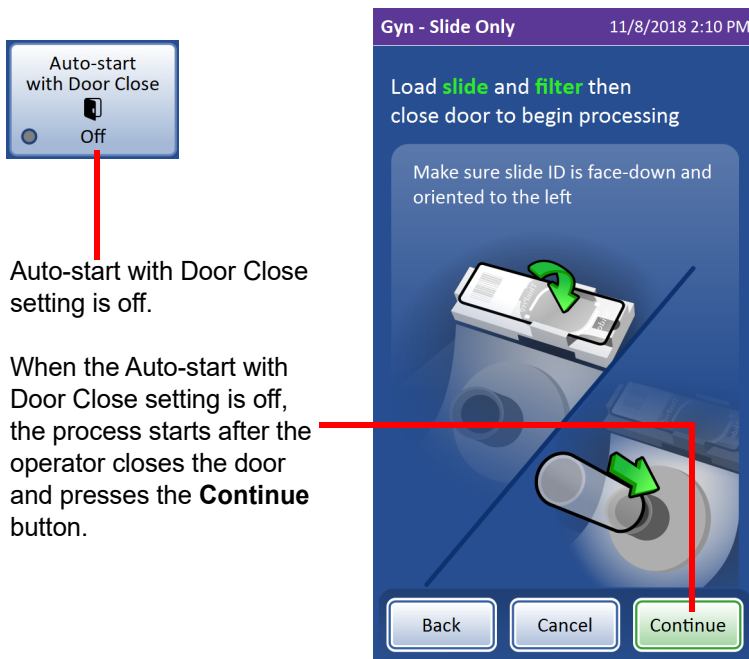 Auto-start
with Door Close
Off
Auto-start with Door Close
setting is off.
When the Auto-start with
Door Close setting is off,
the process starts after the
operator closes the door
and presses the Continue
button.
Gyn - Slide Only 11/8/2018 2:10 PM
Load slide and filter then
close door to begin processing
Make sure slide ID is face-down and
oriented to the left
Back Cancel Continue